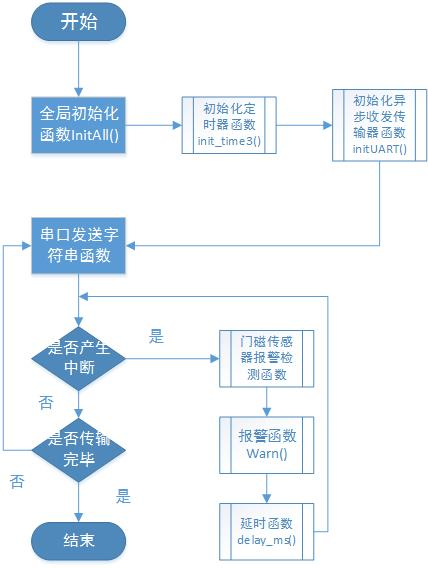 开始
全局初始化
函数InitAll()
初始化定
时器函数
init_time3()
初始化异
步收发传
输器函数
initUART()
串口发送字
符串函数
是否产生
中断
是
门磁传感
器报警检
测函数
否
报警函数
Warn()
是否传输
完毕
否
是
延时函数
delay_ms()
结束